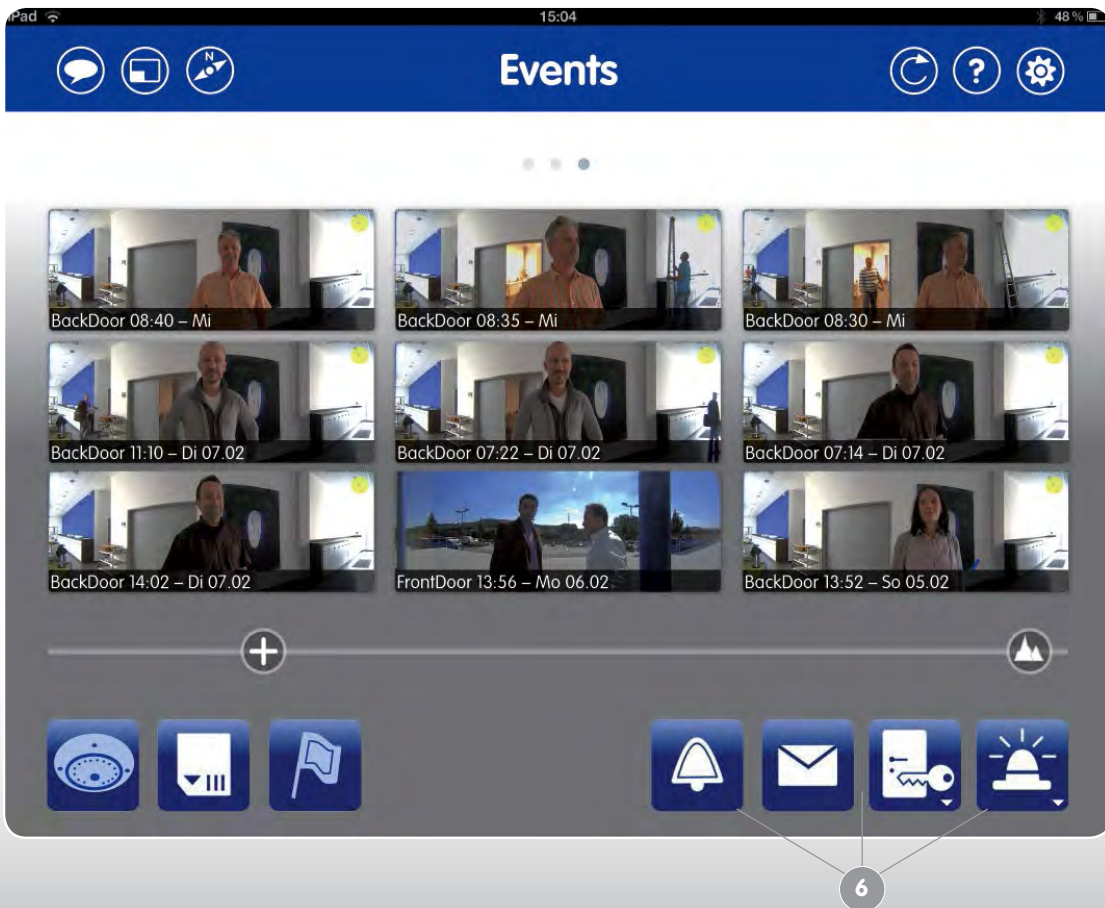 iPad 15:04 48 %
Events
BackDoor 08:40 – Mi
BackDoor 08:35 – Mi
BackDoor 08:30 – Mi
BackDoor 11:10 – Di 07.02
BackDoor 07:22 – Di 07.02
BackDoor 07:14 – Di 07.02
BackDoor 14:02 – Di 07.02
FrontDoor 13:56 – Mo 06.02
BackDoor 13:52 – So 05.02
6